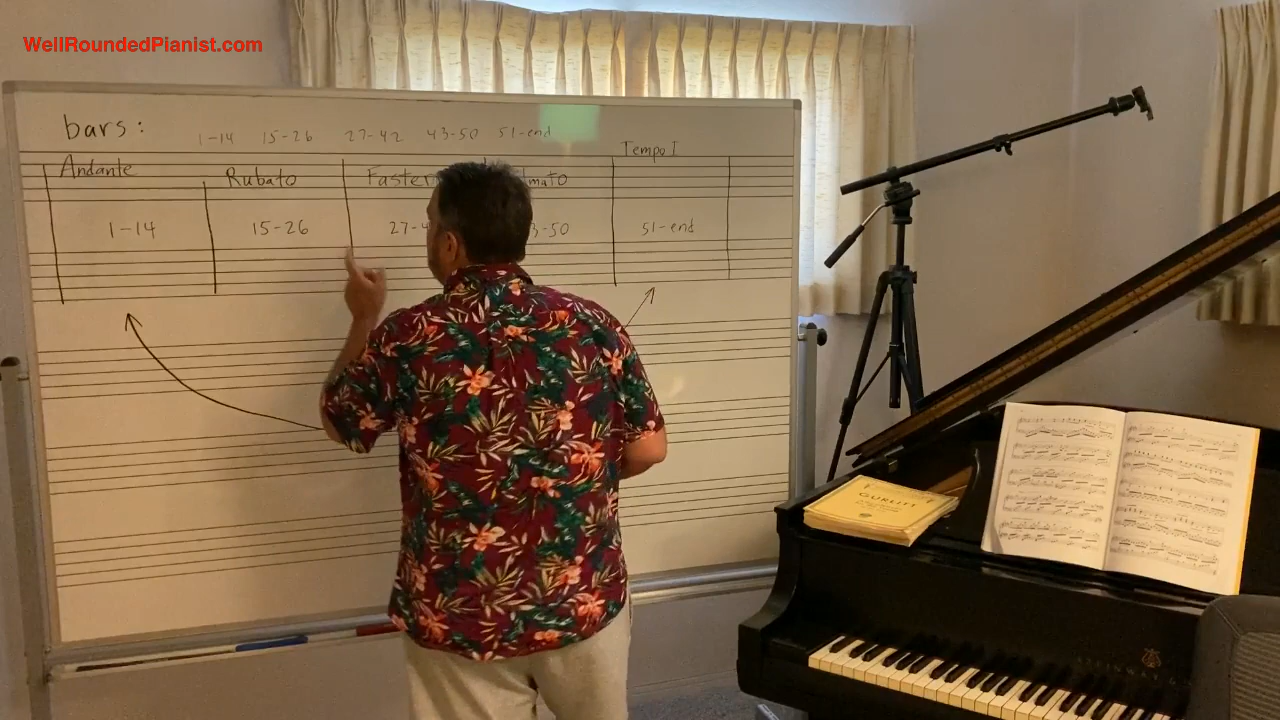 WellRoundedPianist.com
bars:
1-14 15-26 27-42 43-50 51-end
Tempo I
Andante Rubato Faster
1-14 15-26 51-end
GURLITT